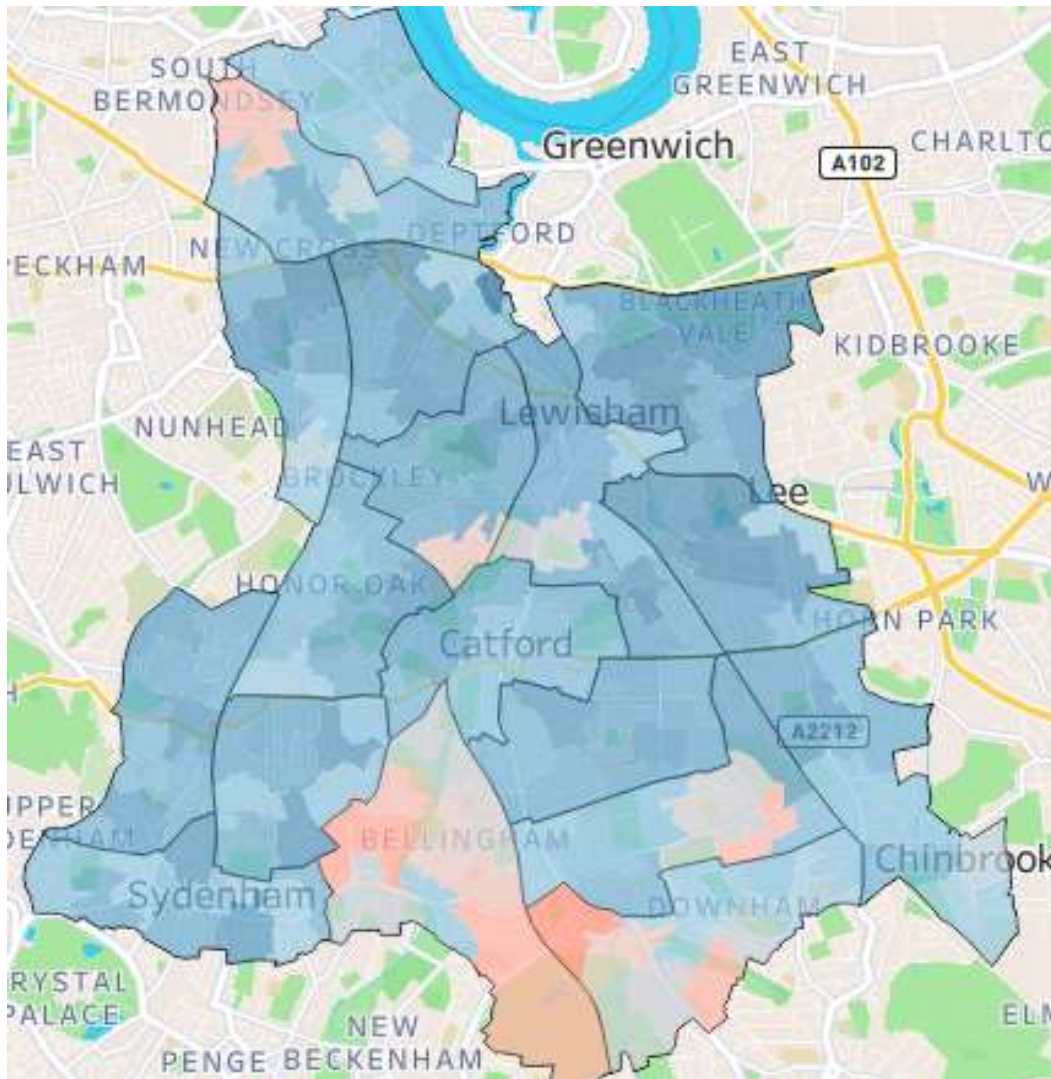 SOUTH
BERMONDSEY
EAST
GREENWICH
Greenwich
A102
CHARLTO
PECKHAM
NEW CROSS
DEPTFORD
BLACKHEATH
VALE
KIDBROOKE
NUNHEAD
Lewisham
EAST
ULWICH
BROCKLEY
Lee
W
HONOR OAK
HORN PARK
Catford
H
A2212
UPPER
DENHAM
BELLINGHAM
Chinbrook
Sydenham
DOWNHAM
RYSTAL
PALACE
NEW
BECKENHAM
PENGE
ELM